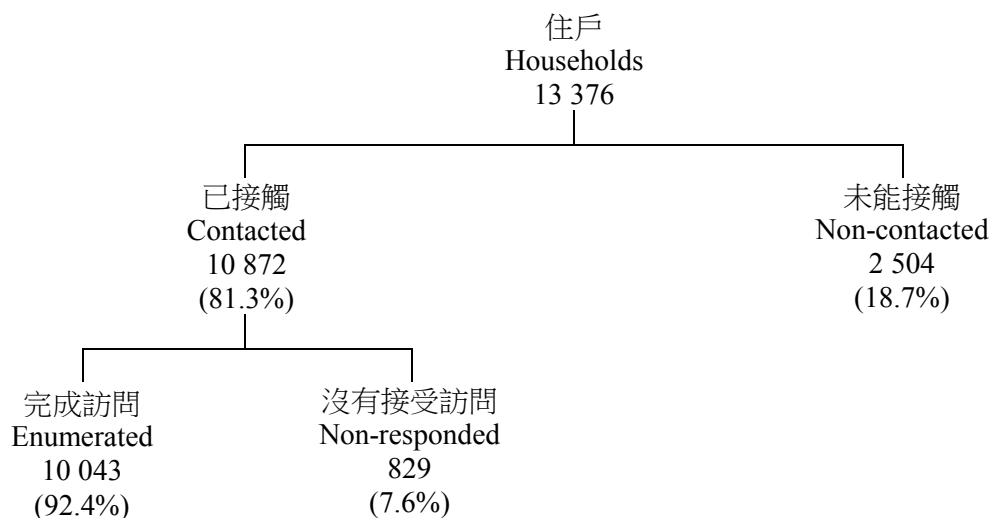 住戶
Households
13 376
已接觸
Contacted
10 872
(81.3%)
未能接觸
Non-contacted
2 504
(18.7%)
完成訪問
Enumerated
10 043
(92.4%)
沒有接受訪問
Non-responded
829
(7.6%)